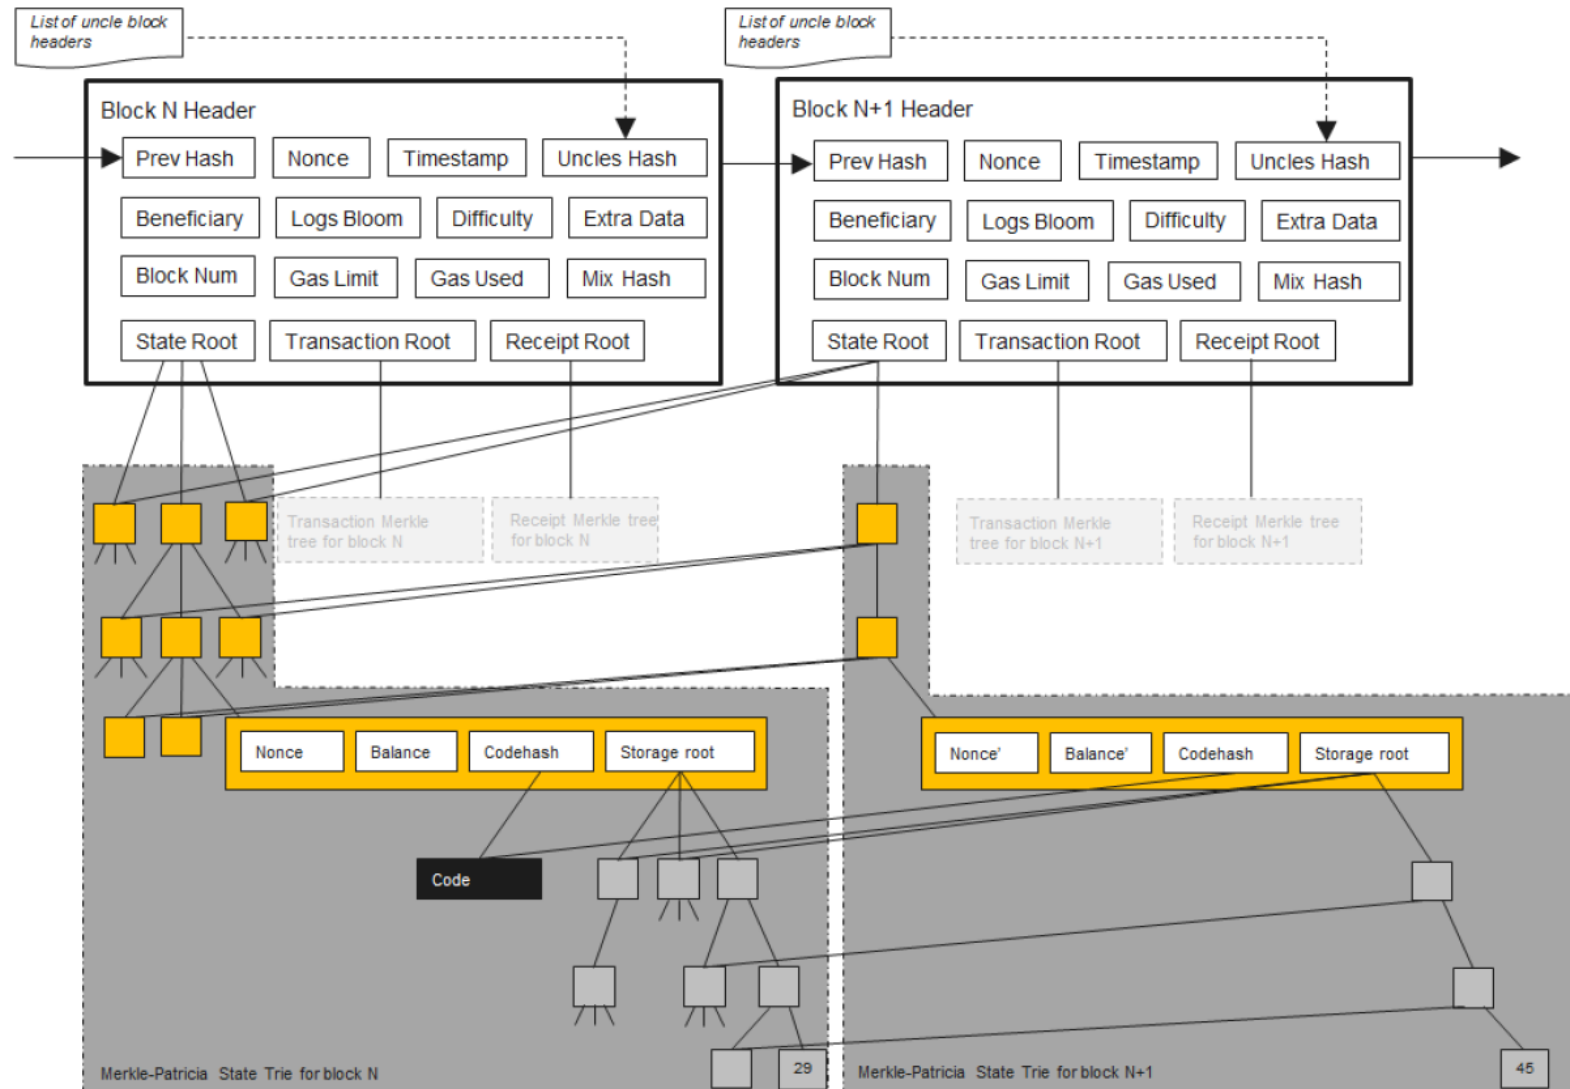 List of uncle block
headers
List of uncle block
headers
Block N Header
Prev Hash
Nonce
Timestamp
Uncles Hash
Beneficiary
Logs Bloom
Difficulty
Extra Data
Block Num
Gas Limit
Gas Used
Mix Hash
State Root
Transaction Root
Receipt Root
Block N+1 Header
Prev Hash
Nonce
Timestamp
Uncles Hash
Beneficiary
Logs Bloom
Difficulty
Extra Data
Block Num
Gas Limit
Gas Used
Mix Hash
State Root
Transaction Root
Receipt Root
Transaction Merkle
tree for block N
Receipt Merkle tree
for block N
Transaction Merkle
tree for block N+1
Receipt Merkle tree
for block N+1
Nonce
Balance
Codehash
Storage root
Nonce'
Balance'
Codehash
Storage root
Code
29
45
Merkle-Patricia State Trie for block N
Merkle-Patricia State Trie for block N+1